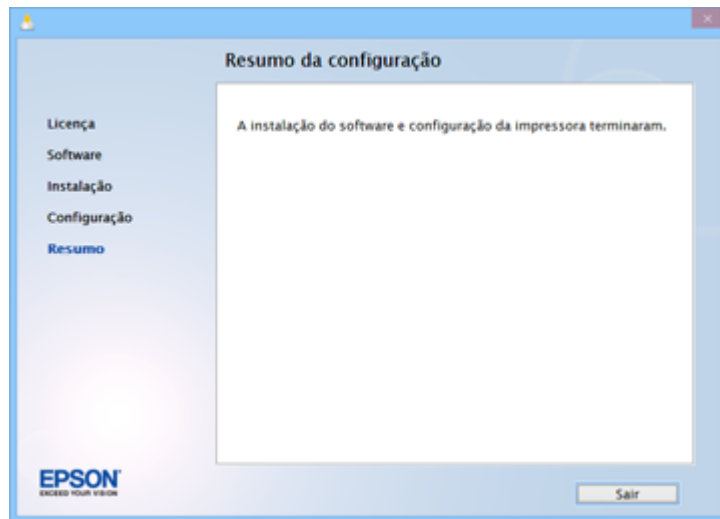 Resumo da configuração
A instalação do software e configuração da impressora terminaram.
Licença
Software
Instalação
Configuração
Resumo
EPSON
EXCEED YOUR VISION
Sair